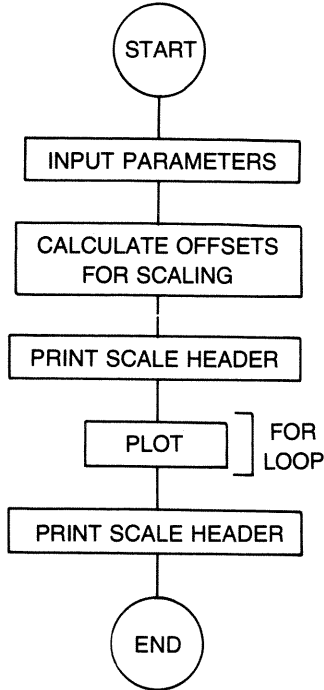 START
INPUT PARAMETERS
CALCULATE OFFSETS
FOR SCALING
PRINT SCALE HEADER
PLOT
FOR
LOOP
PRINT SCALE HEADER
END